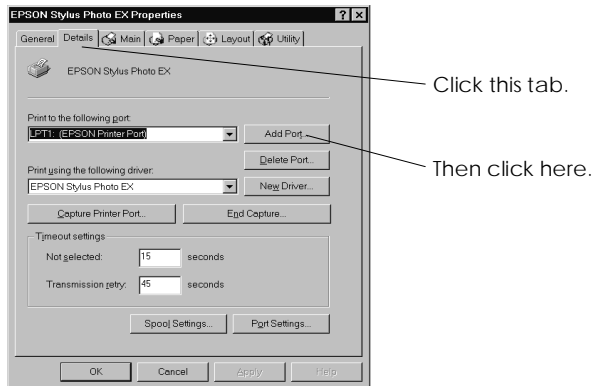 EPSON Stylus Photo EX Properties ? ×
General Details Main Paper Layout Utility
Click this tab.
EPSON Stylus Photo EX
Print to the following port:
LPT1: (EPSON Printer Port) Add Port...
Then click here.
Delete Port...
Print using the following driver:
EPSON Stylus Photo EX New Driver...
Capture Printer Port... End Capture...
Timeout settings
Not selected: 15 seconds
Transmission retry: 45 seconds
Spool Settings... Port Settings...
OK Cancel Apply Help